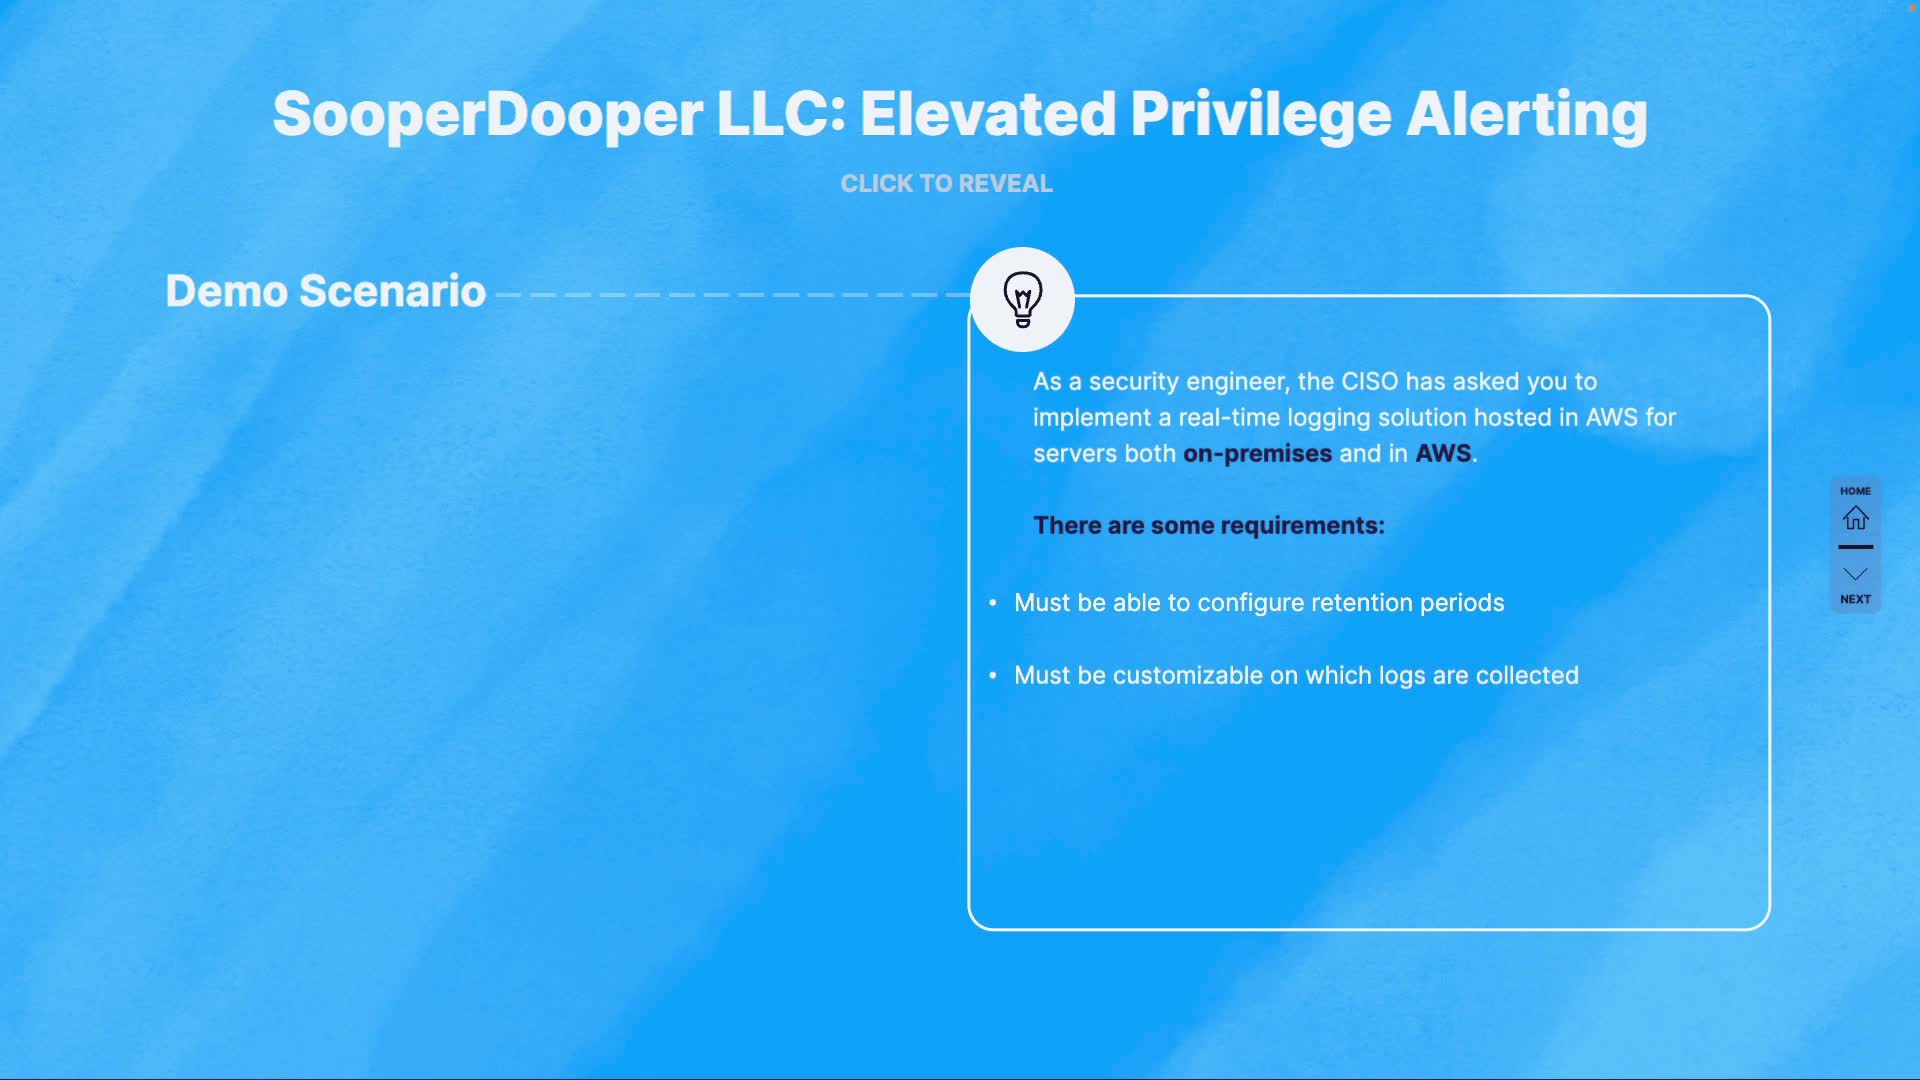 SooperDooper LLC: Elevated Privilege Alerting
CLICK TO REVEAL
Demo Scenario
As a security engineer, the CISO has asked you to
implement a real-time logging solution hosted in AWS for
servers both on-premises and in AWS.
There are some requirements:
• Must be able to configure retention periods
• Must be customizable on which logs are collected
HOME
NEXT